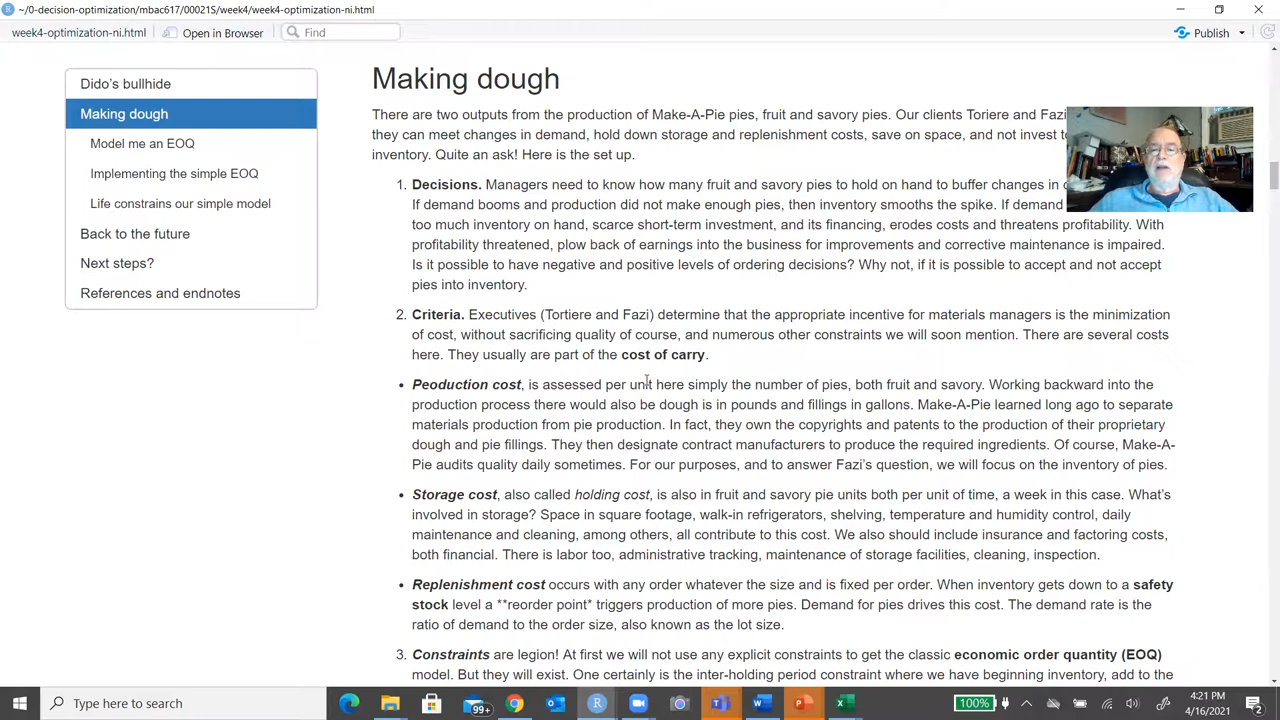 ~/0-decision-optimization/mbac617/00021S/week4/week4-optimization-ni.html
week4-optimization-ni.html
Open in Browser
Find
Publish
Dido's bullhide
Making dough
Model me an EOQ
Implementing the simple EOQ
Life constrains our simple model
Back to the future
Next steps?
References and endnotes
Making dough
There are two outputs from the production of Make-A-Pie pies, fruit and savory pies. Our clients Toriere and Fazi
they can meet changes in demand, hold down storage and replenishment costs, save on space, and not invest to
inventory. Quite an ask! Here is the set up.
1. Decisions. Managers need to know how many fruit and savory pies to hold on hand to buffer changes in
If demand booms and production did not make enough pies, then inventory smooths the spike. If demand
too much inventory on hand, scarce short-term investment, and its financing, erodes costs and threatens profitability. With
profitability threatened, plow back of earnings into the business for improvements and corrective maintenance is impaired.
Is it possible to have negative and positive levels of ordering decisions? Why not, if it is possible to accept and not accept
pies into inventory.
2. Criteria. Executives (Tortiere and Fazi) determine that the appropriate incentive for materials managers is the minimization
of cost, without sacrificing quality of course, and numerous other constraints we will soon mention. There are several costs
here. They usually are part of the cost of carry.
• Peoduction cost, is assessed per unit here simply the number of pies, both fruit and savory. Working backward into the
production process there would also be dough is in pounds and fillings in gallons. Make-A-Pie learned long ago to separate
materials production from pie production. In fact, they own the copyrights and patents to the production of their proprietary
dough and pie fillings. They then designate contract manufacturers to produce the required ingredients. Of course, Make-A-
Pie audits quality daily sometimes. For our purposes, and to answer Fazi's question, we will focus on the inventory of pies.
• Storage cost, also called holding cost, is also in fruit and savory pie units both per unit of time, a week in this case. What's
involved in storage? Space in square footage, walk-in refrigerators, shelving, temperature and humidity control, daily
maintenance and cleaning, among others, all contribute to this cost. We also should include insurance and factoring costs,
both financial. There is labor too, administrative tracking, maintenance of storage facilities, cleaning, inspection.
• Replenishment cost occurs with any order whatever the size and is fixed per order. When inventory gets down to a safety
stock level a **reorder point* triggers production of more pies. Demand for pies drives this cost. The demand rate is the
ratio of demand to the order size, also known as the lot size.
3. Constraints are legion! At first we will not use any explicit constraints to get the classic economic order quantity (EOQ)
model. But they will exist. One certainly is the inter-holding period constraint where we have beginning inventory, add to the
Type here to search
99+
100%
4:21 PM
4/16/2021
2